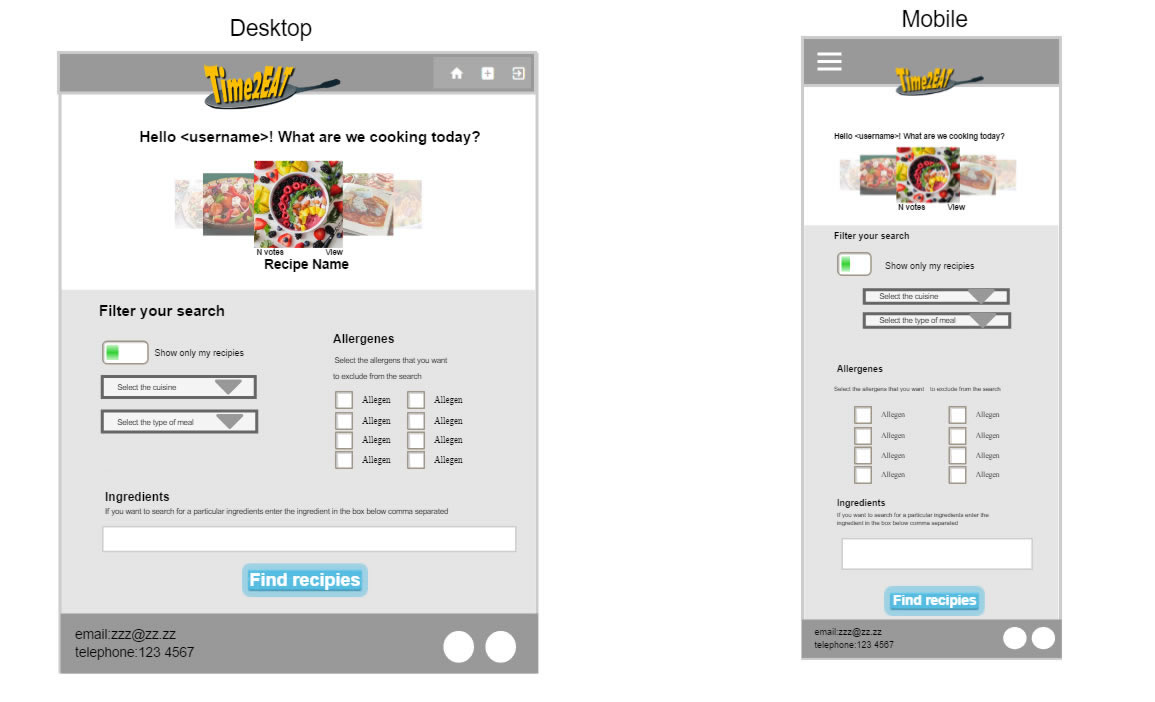 Desktop
Time2EAT
Hello <username>! What are we cooking today?
N votes View
Recipe Name
Filter your search
Show only my recipies
Select the cuisine
Select the type of meal
Allergenes
Select the allergens that you want
to exclude from the search
Allegen Allegen
Allegen Allegen
Allegen Allegen
Allegen Allegen
Ingredients
If you want to search for a particular ingredients enter the ingredient in the box below comma separated
Find recipies
email:zzz@zz.zz
telephone:123 4567
Mobile
Time2EAT
Hello <username>! What are we cooking today?
N votes View
Filter your search
Show only my recipies
Select the cuisine
Select the type of meal
Allergenes
Select the allergens that you want to exclude from the search
Allegen Allegen
Allegen Allegen
Allegen Allegen
Allegen Allegen
Ingredients
If you want to search for a particular ingredients enter the
ingredient in the box below comma separated
Find recipies
email:zzz@zz.zz
telephone:123 4567